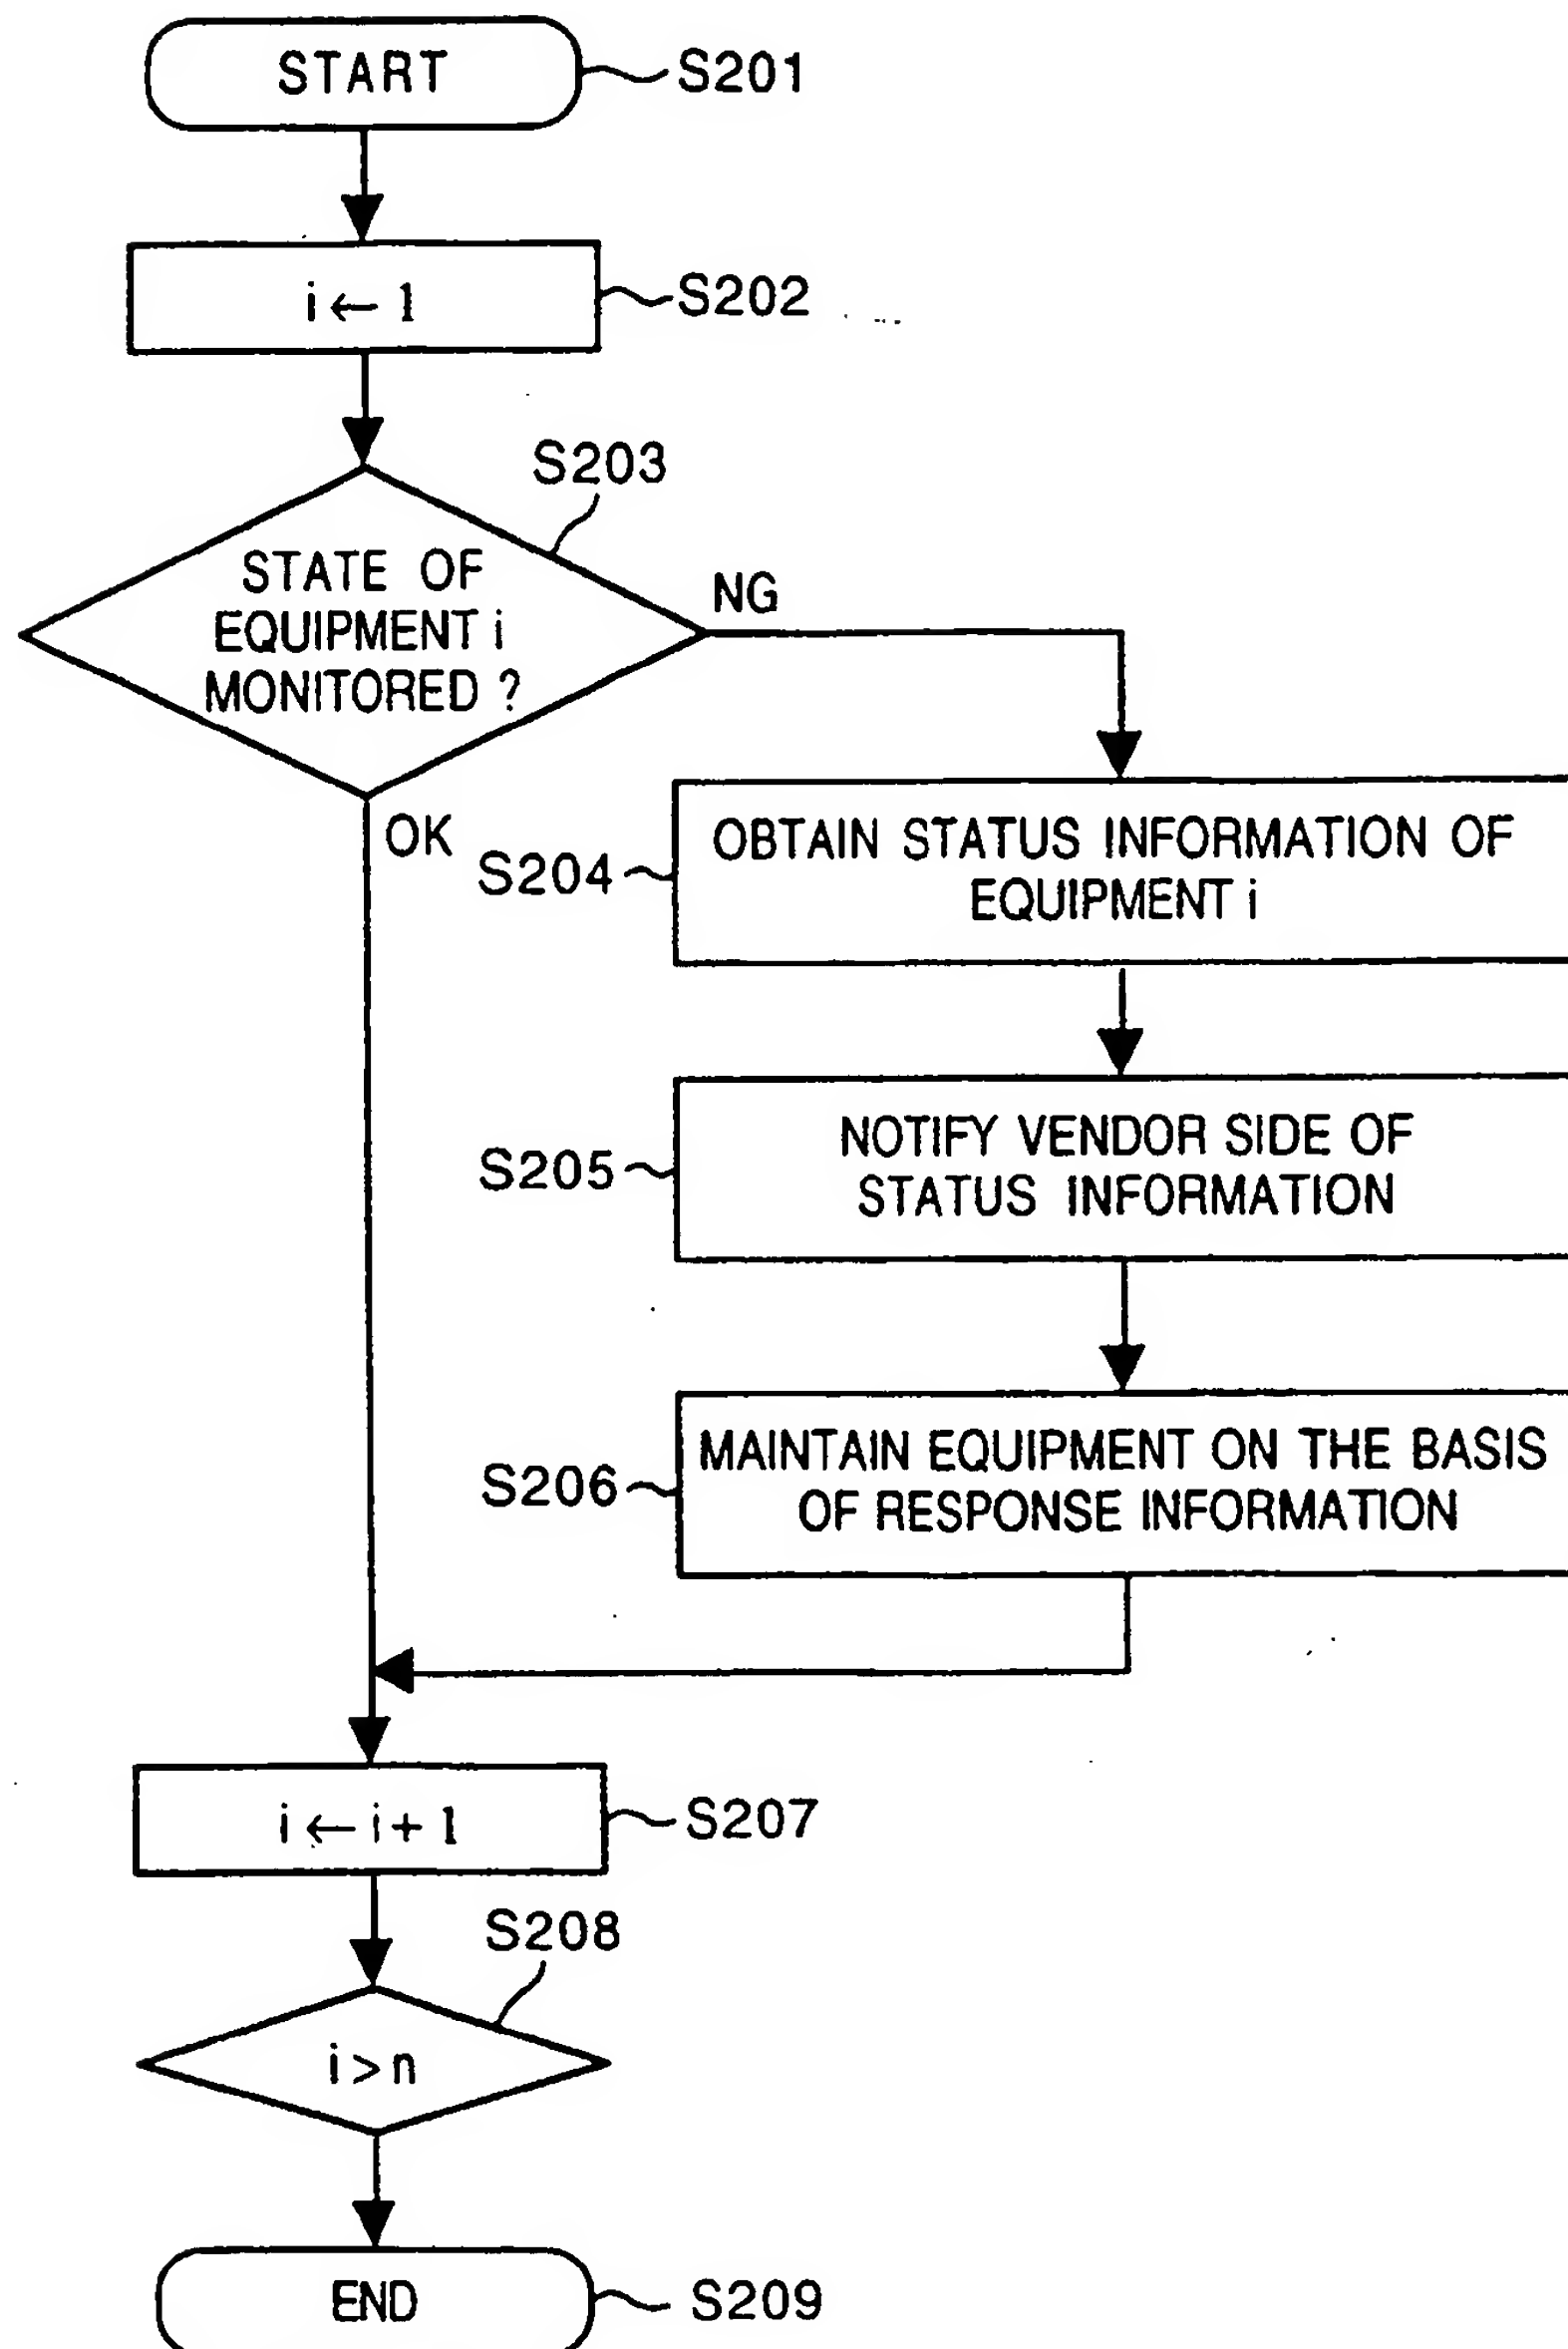 START
S201
i ← 1
S202
S203
STATE OF
EQUIPMENT i
MONITORED ?
NG
OK
S204
OBTAIN STATUS INFORMATION OF
EQUIPMENT i
S205
NOTIFY VENDOR SIDE OF
STATUS INFORMATION
S206
MAINTAIN EQUIPMENT ON THE BASIS
OF RESPONSE INFORMATION
i ← i + 1
S207
S208
i > n
END
S209